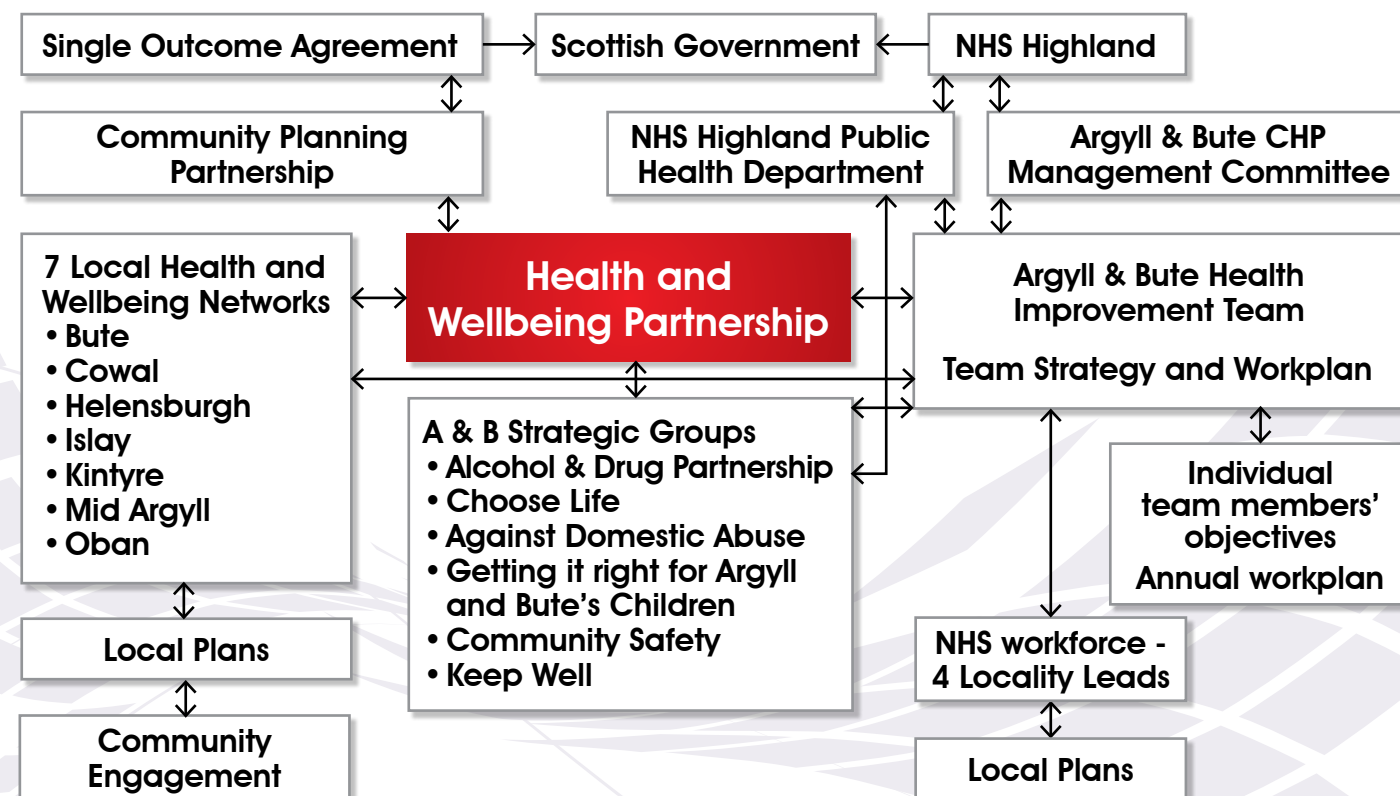 Single Outcome Agreement
Scottish Government
NHS Highland
Community Planning
Partnership
NHS Highland Public
Health Department
Argyll & Bute CHP
Management Committee
7 Local Health and
Wellbeing Networks
• Bute
• Cowal
• Helensburgh
• Islay
• Kintyre
• Mid Argyll
• Oban
Health and
Wellbeing Partnership
Argyll & Bute Health
Improvement Team
Team Strategy and Workplan
A & B Strategic Groups
• Alcohol & Drug Partnership
• Choose Life
• Against Domestic Abuse
• Getting it right for Argyll
and Bute’s Children
• Community Safety
• Keep Well
Individual
team members’
objectives
Annual workplan
Local Plans
Community
Engagement
NHS workforce -
4 Locality Leads
Local Plans